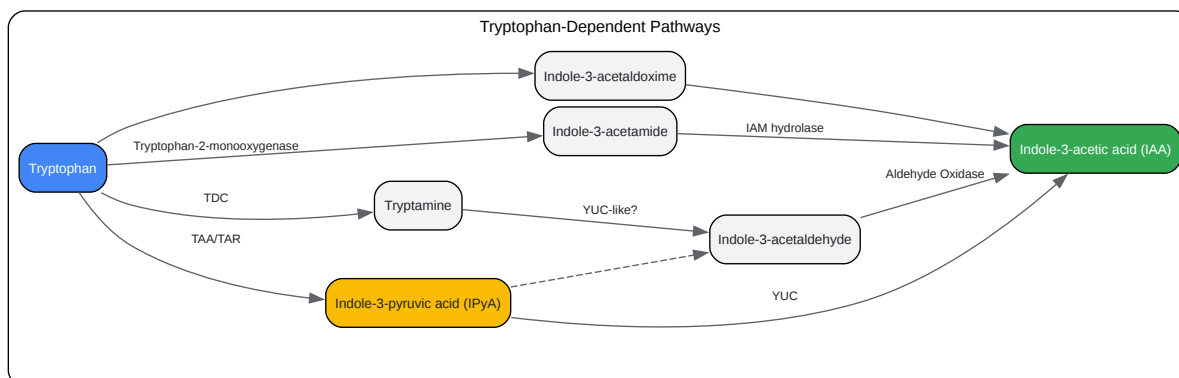 Tryptophan-Dependent Pathways
Indole-3-acetaldoxime
Indole-3-acetamide
IAM hydrolase
Tryptophan-2-monooxygenase
Indole-3-acetic acid (IAA)
Tryptophan
Aldehyde Oxidase
TDC
Tryptamine
YUC-like?
TAA/TAR
Indole-3-acetaldehyde
Indole-3-pyruvic acid (IPyA)
YUC